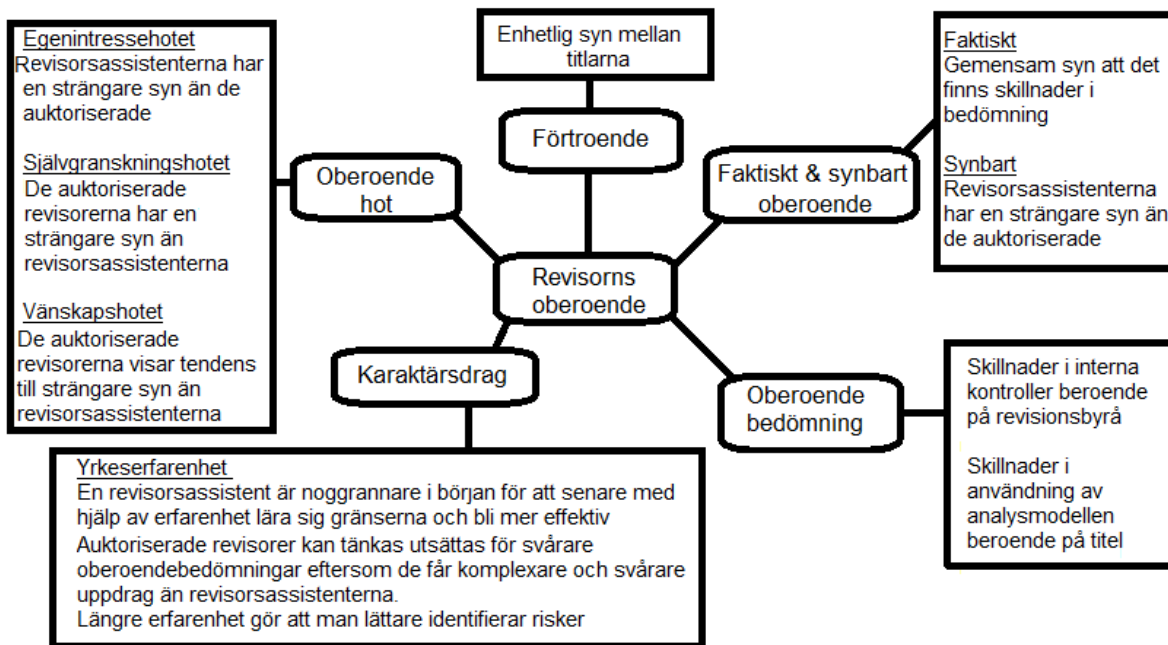 Egenintressehotet
Revisorsassistenterna har
en strängare syn än de
auktoriserade
Självgranskningshotet
De auktoriserade
revisorerna har en
strängare syn än
revisorsassistenterna
Vänskapshotet
De auktoriserade
revisorerna visar tendens
till strängare syn än
revisorsassistenterna
Oberoende
hot
Enhetlig syn mellan
titlarna
Förtroende
Faktiskt & synbart
oberoende
Faktiskt
Gemensam syn att det
finns skillnader i
bedömning
Synbart
Revisorsassistenterna
har en strängare syn än
de auktoriserade
Revisorns
oberoende
Karaktärsdrag
Oberoende
bedömning
Skillnader i interna
kontroller beroende
på revisionsbyrå
Skillnader i
användning av
analysmodellen
beroende på titel
Yrkeserfarenhet
En revisorsassistent är noggrannare i början för att senare med
hjälp av erfarenhet lära sig gränserna och bli mer effektiv
Auktoriserade revisorer kan tänkas utsättas för svårare
oberoendebedömningar eftersom de får komplexare och svårare
uppdrag än revisorsassistenterna.
Längre erfarenhet gör att man lättare identifierar risker